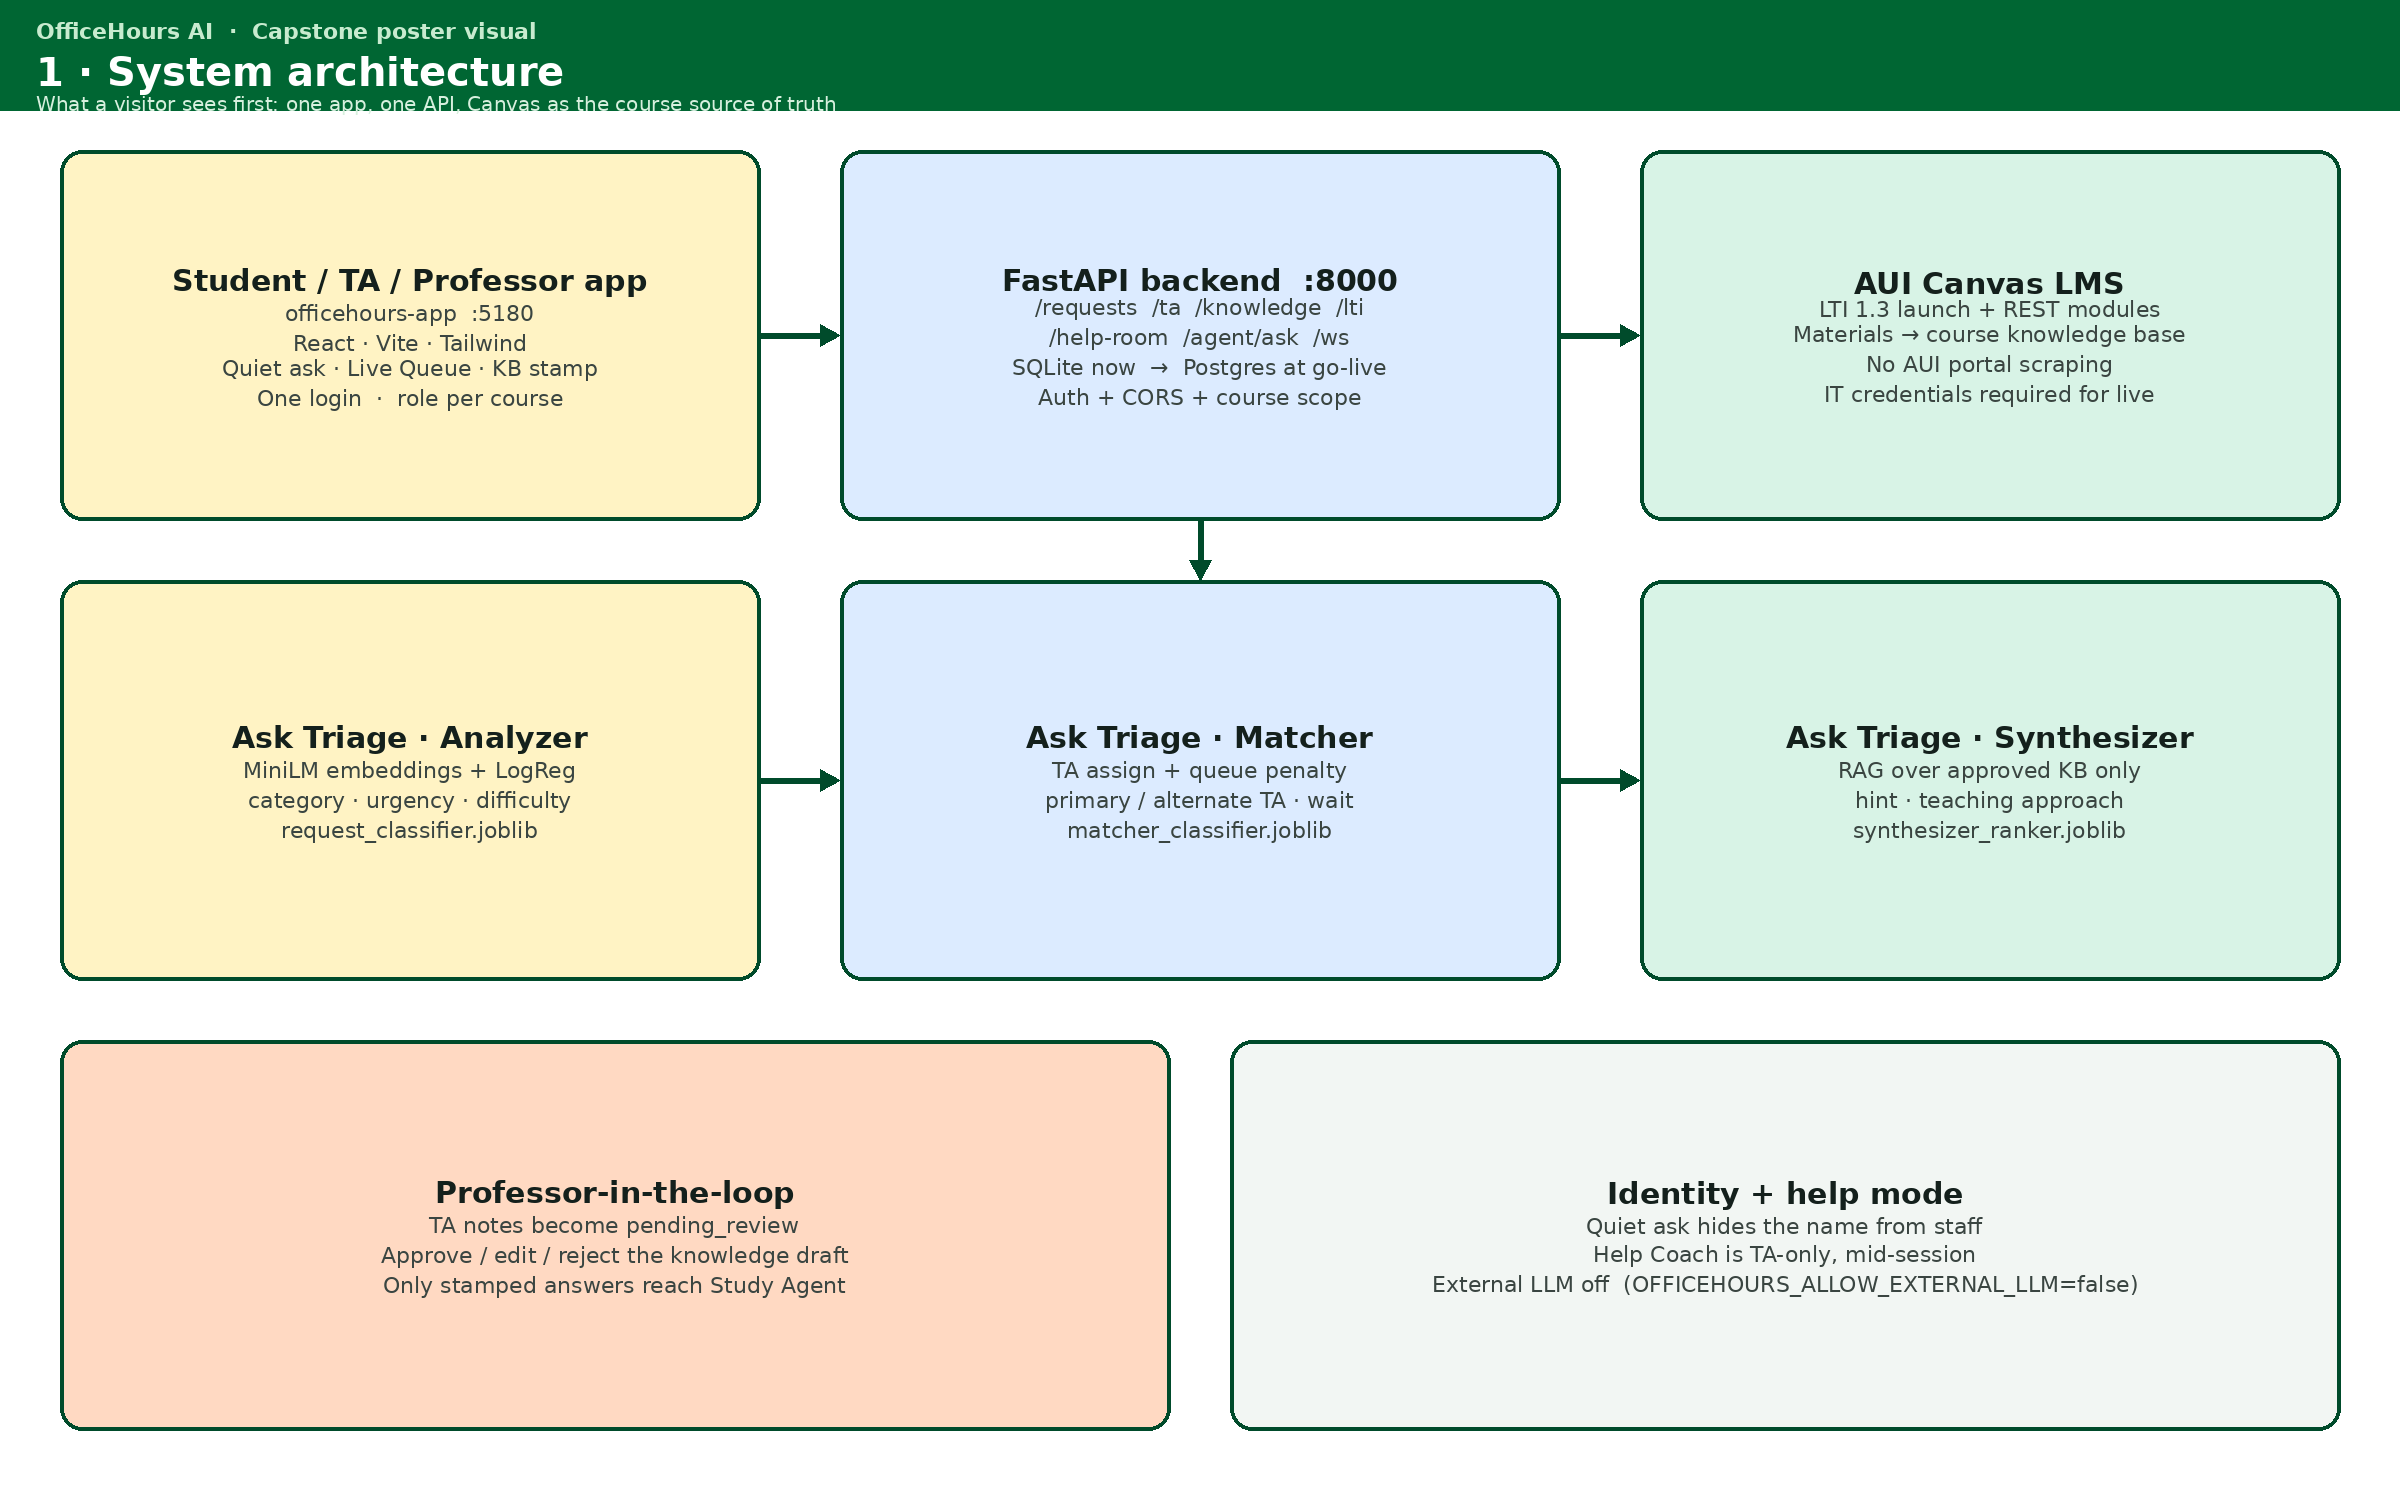 OfficeHours AI · Capstone poster visual
1 · System architecture
What a visitor sees first: one app, one API, Canvas as the course source of truth
Student / TA / Professor app
officehours-app :5180
React · Vite · Tailwind
Quiet ask · Live Queue · KB stamp
One login · role per course
FastAPI backend :8000
/requests /ta /knowledge /lti
/help-room /agent/ask /ws
SQLite now → Postgres at go-live
Auth + CORS + course scope
AUI Canvas LMS
LTI 1.3 launch + REST modules
Materials → course knowledge base
No AUI portal scraping
IT credentials required for live
Ask Triage · Analyzer
MiniLM embeddings + LogReg
category · urgency · difficulty
request_classifier.joblib
Ask Triage · Matcher
TA assign + queue penalty
primary / alternate TA · wait
matcher_classifier.joblib
Ask Triage · Synthesizer
RAG over approved KB only
hint · teaching approach
synthesizer_ranker.joblib
Professor-in-the-loop
TA notes become pending_review
Approve / edit / reject the knowledge draft
Only stamped answers reach Study Agent
Identity + help mode
Quiet ask hides the name from staff
Help Coach is TA-only, mid-session
External LLM off (OFFICEHOURS_ALLOW_EXTERNAL_LLM=false)